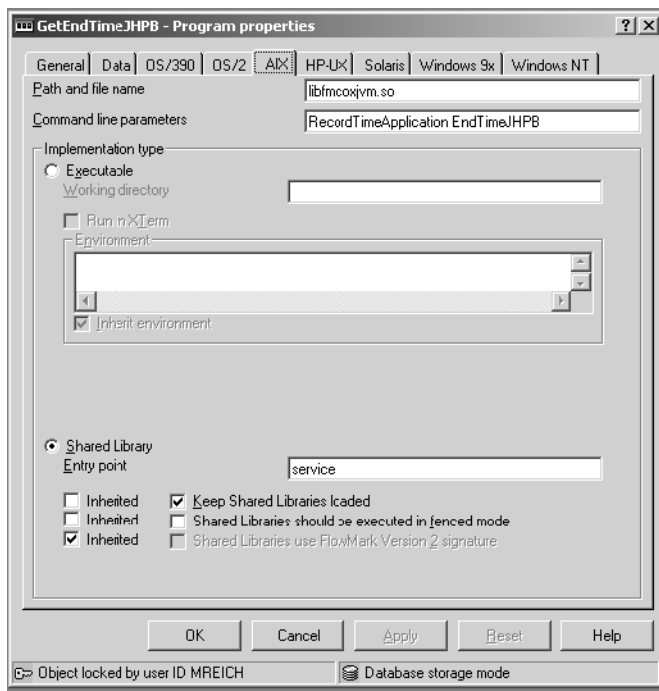 GetEndTimeJHPB - Program properties
General Data OS/390 OS/2 AIX HP-UX Solaris Windows 9x Windows NT
Path and file name libfmcoxjvm.so
Command line parameters RecordTimeApplication EndTimeJHPB
Implementation type
Executable
Working directory
Run in XTerm
Environment
Inherit environment
Shared Library
Entry point service
Inherited Keep Shared Libraries loaded
Inherited Shared Libraries should be executed in fenced mode
Inherited Shared Libraries use FlowMark Version 2 signature
OK Cancel Apply Reset Help
Object locked by user ID MREICH Database storage mode